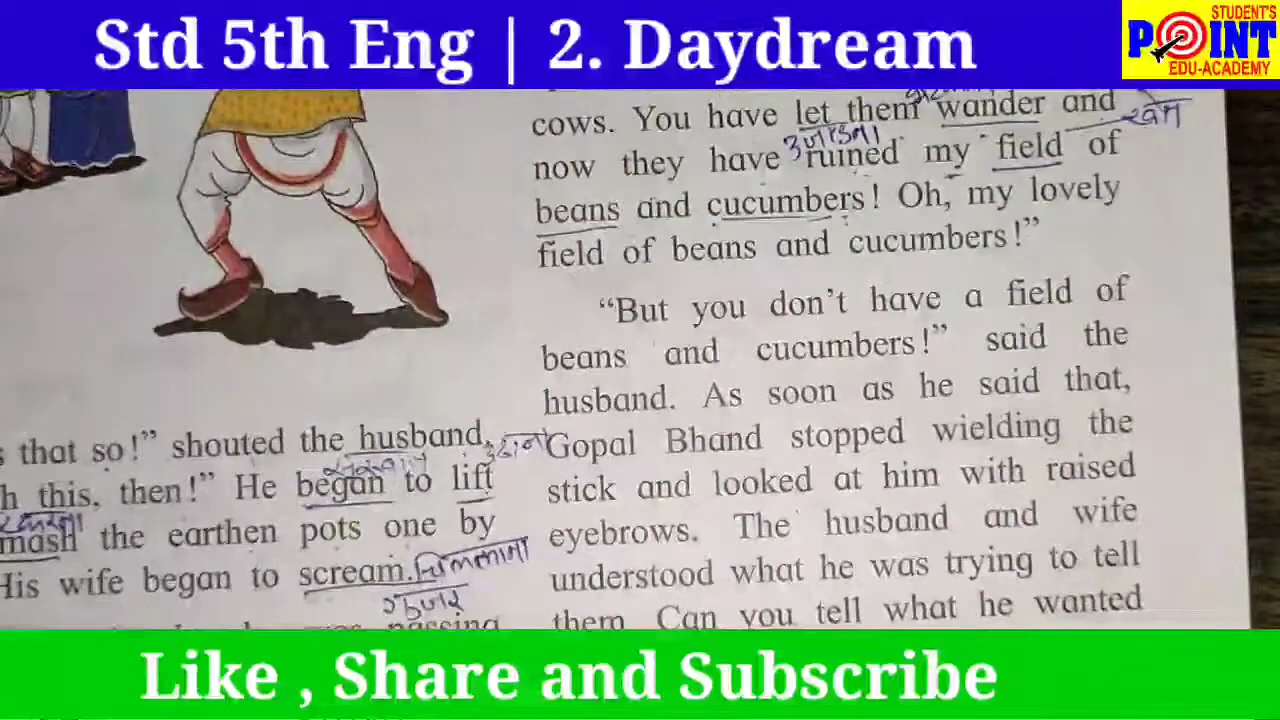 Std 5th Eng | 2. Daydream
STUDENT'S
POINT
EDU-ACADEMY
s that so!” shouted the husband,
h this, then!” He began to lift
mash the earthen pots one by
His wife began to scream.
passing
cows. You have let them wander and
now they have ruined my field of
beans and cucumbers! Oh, my lovely
field of beans and cucumbers!”
“But you don’t have a field of
beans and cucumbers!” said the
husband. As soon as he said that,
Gopal Bhand stopped wielding the
stick and looked at him with raised
eyebrows. The husband and wife
understood what he was trying to tell
them. Can you tell what he wanted
Like , Share and Subscribe